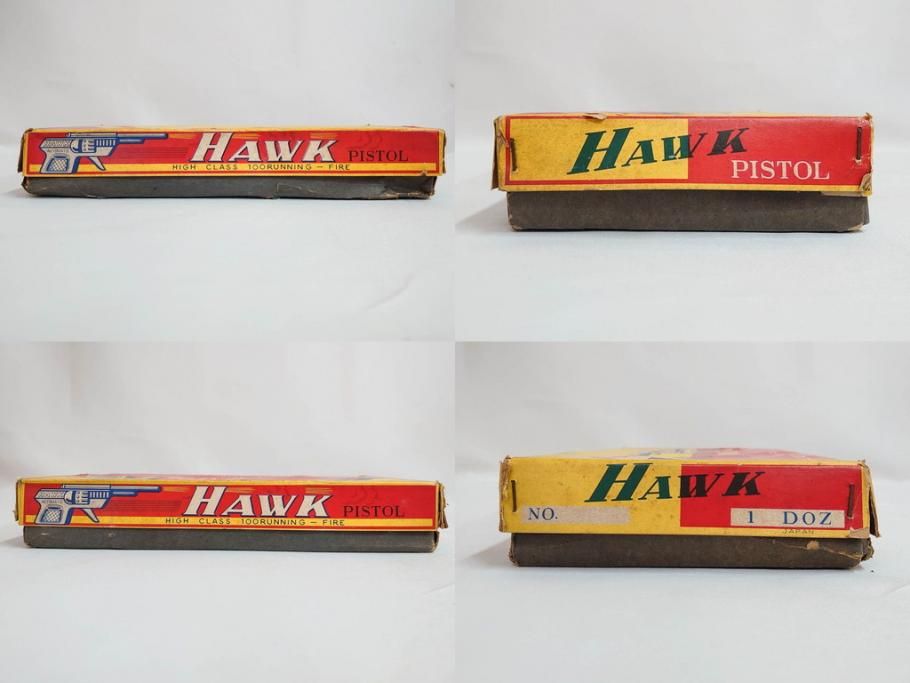 HAWK PISTOL
HIGH CLASS 100RUNNING-FIRE
HAWK
PISTOL
HAWK PISTOL
HIGH CLASS 100RUNNING-FIRE
HAWK
NO. 1 DOZ
JAPAN